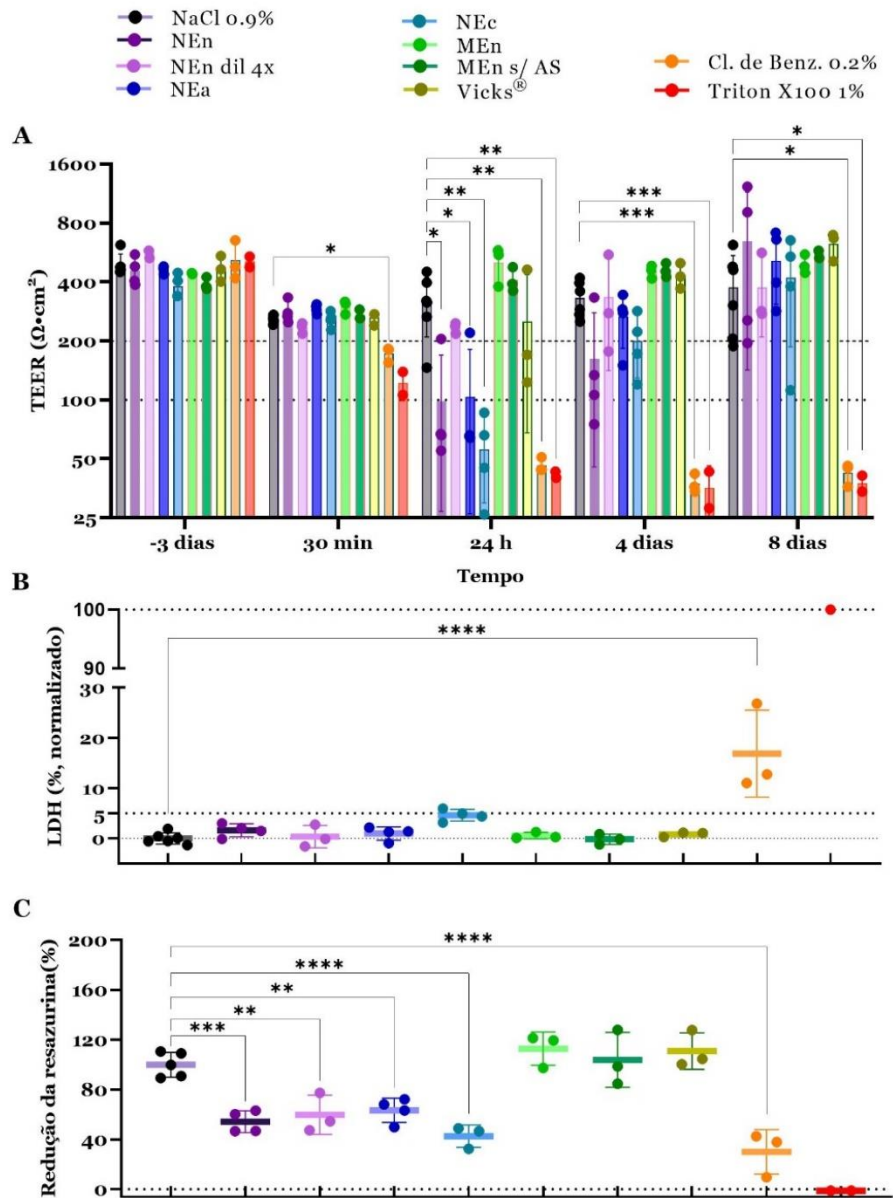 NaCl 0.9%
NEn
NEn dil 4x
NEa
NEc
MEn
MEn s/ AS
Vicks®
Cl. de Benz. 0.2%
Triton X100 1%
A
TEER (Ω•cm²)
1600
800
400
200
100
50
25
*
**
**
**
*
*
***
***
*
*
-3 dias 30 min 24 h 4 dias 8 dias
Tempo
B
LDH (%, normalizado)
100
90
30
20
10
5
0
****
C
Redução da resazurina(%)
200
160
120
80
40
0
****
****
**
**
***